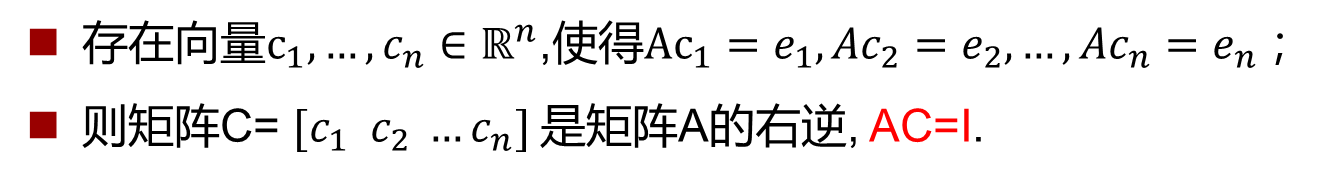 ■ 存在向量c₁, … , cₙ ∈ ℝⁿ,使得Ac₁ = e₁, Ac₂ = e₂, … , Acₙ = eₙ ;
■ 则矩阵C= [c₁ c₂ … cₙ] 是矩阵A的右逆, AC=I.